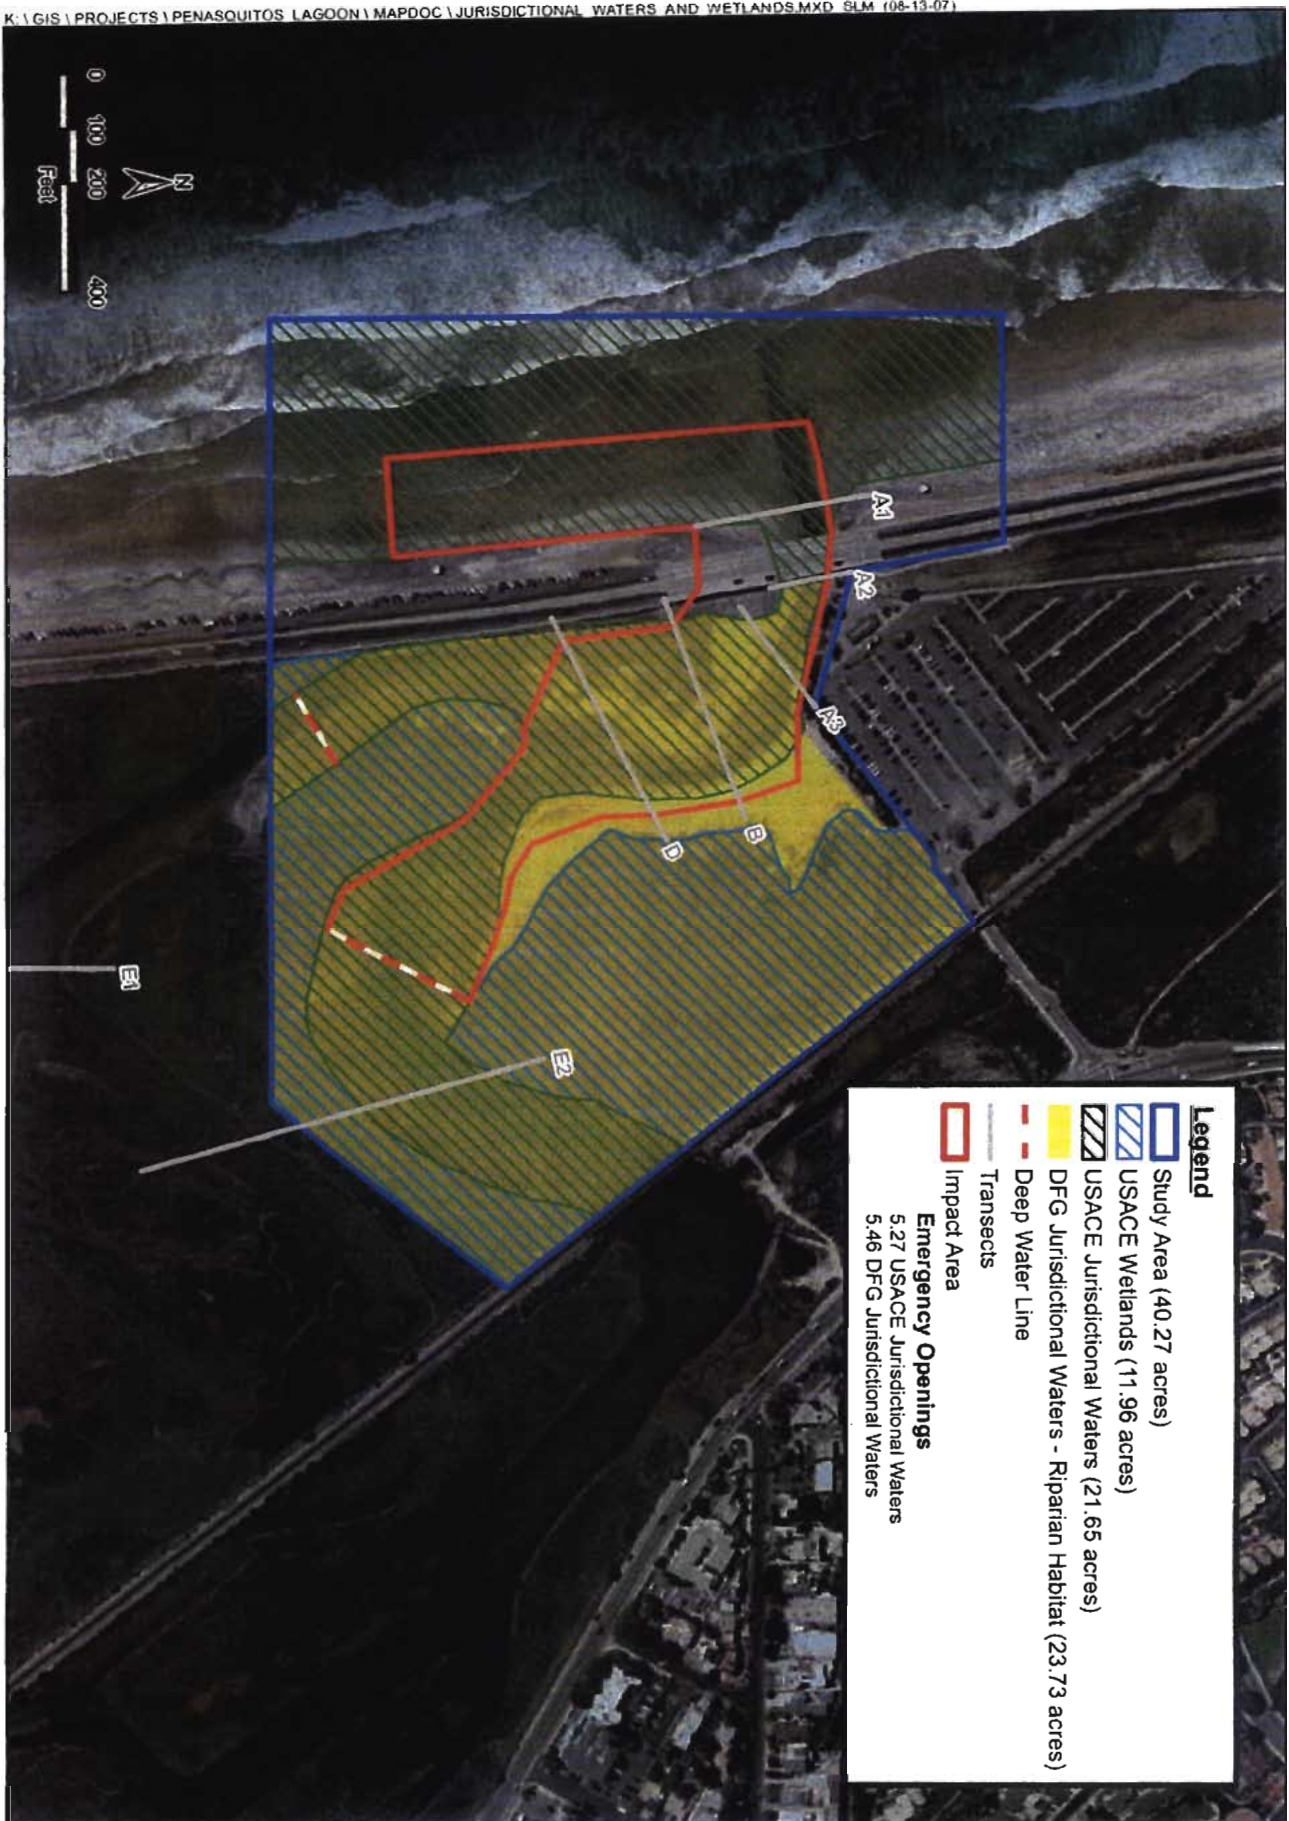 K:\GIS\PROJECTS\PENASQUITOS LAGOON\MAPDOC\JURISDICTIONAL WATERS AND WETLANDS.MXD SLM (08-13-07)
0 100 200 400
Feet
N
A1
A2
A3
B
D
E1
E2
Legend
Study Area (40.27 acres)
USACE Wetlands (11.96 acres)
USACE Jurisdictional Waters (21.65 acres)
DFG Jurisdictional Waters - Riparian Habitat (23.73 acres)
Deep Water Line
Transects
Impact Area
Emergency Openings
5.27 USACE Jurisdictional Waters
5.46 DFG Jurisdictional Waters